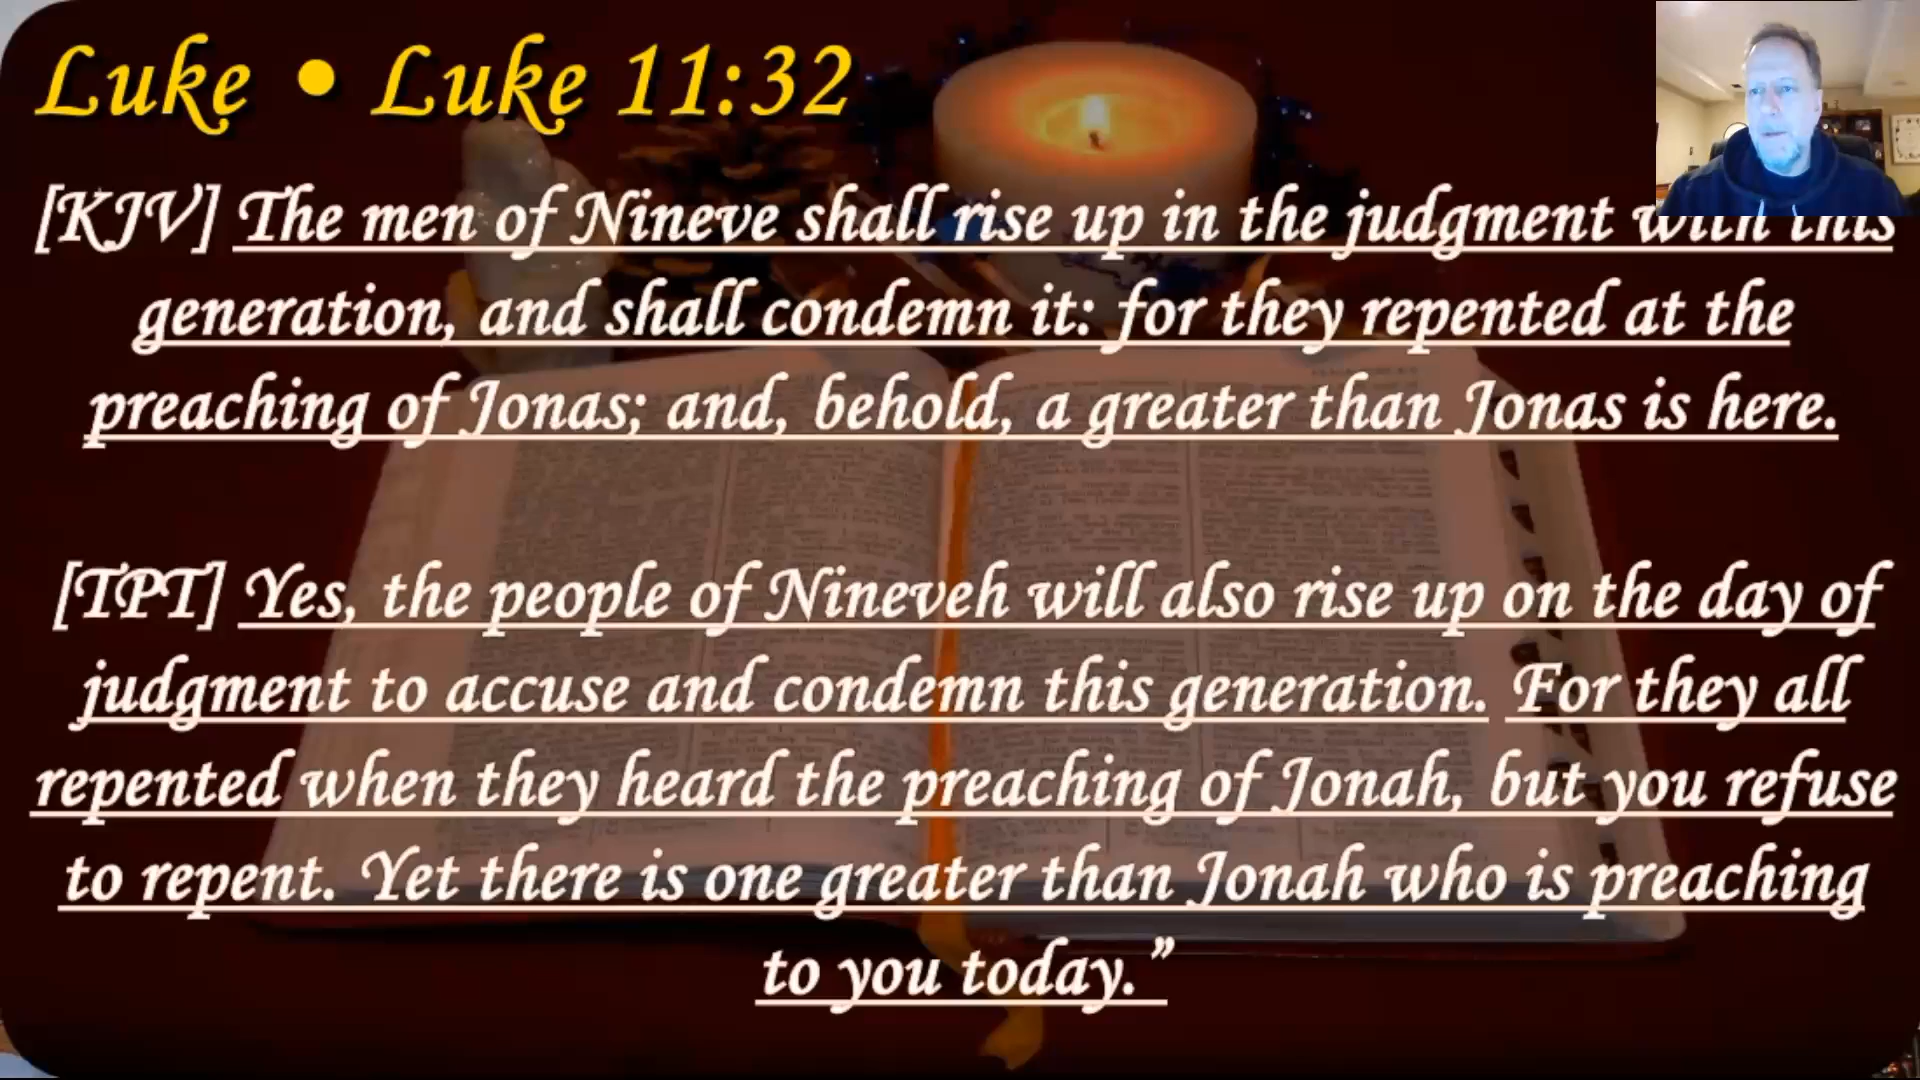 Luke • Luke 11:32
[KJV] The men of Nineve shall rise up in the judgment with this
generation, and shall condemn it: for they repented at the
preaching of Jonas; and, behold, a greater than Jonas is here.
[TPT] Yes, the people of Nineveh will also rise up on the day of
judgment to accuse and condemn this generation. For they all
repented when they heard the preaching of Jonah, but you refuse
to repent. Yet there is one greater than Jonah who is preaching
to you today.”